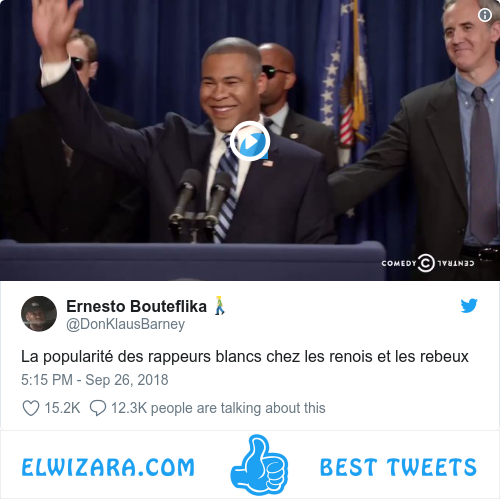 COMEDY CENTRAL
Ernesto Bouteflika
@DonKlausBarney
La popularité des rappeurs blancs chez les renois et les rebeux
5:15 PM - Sep 26, 2018
15.2K 12.3K people are talking about this
ELWIZARA.COM BEST TWEETS